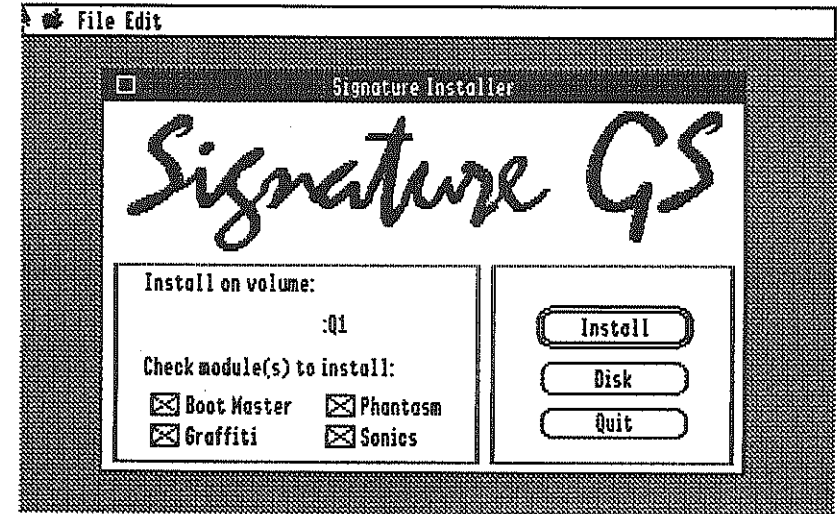 File Edit
Signature Installer
Signature GS
Install on volume:
:Q1
Check module(s) to install:
Boot Master
Phantasm
Graffiti
Sonics
Install
Disk
Quit